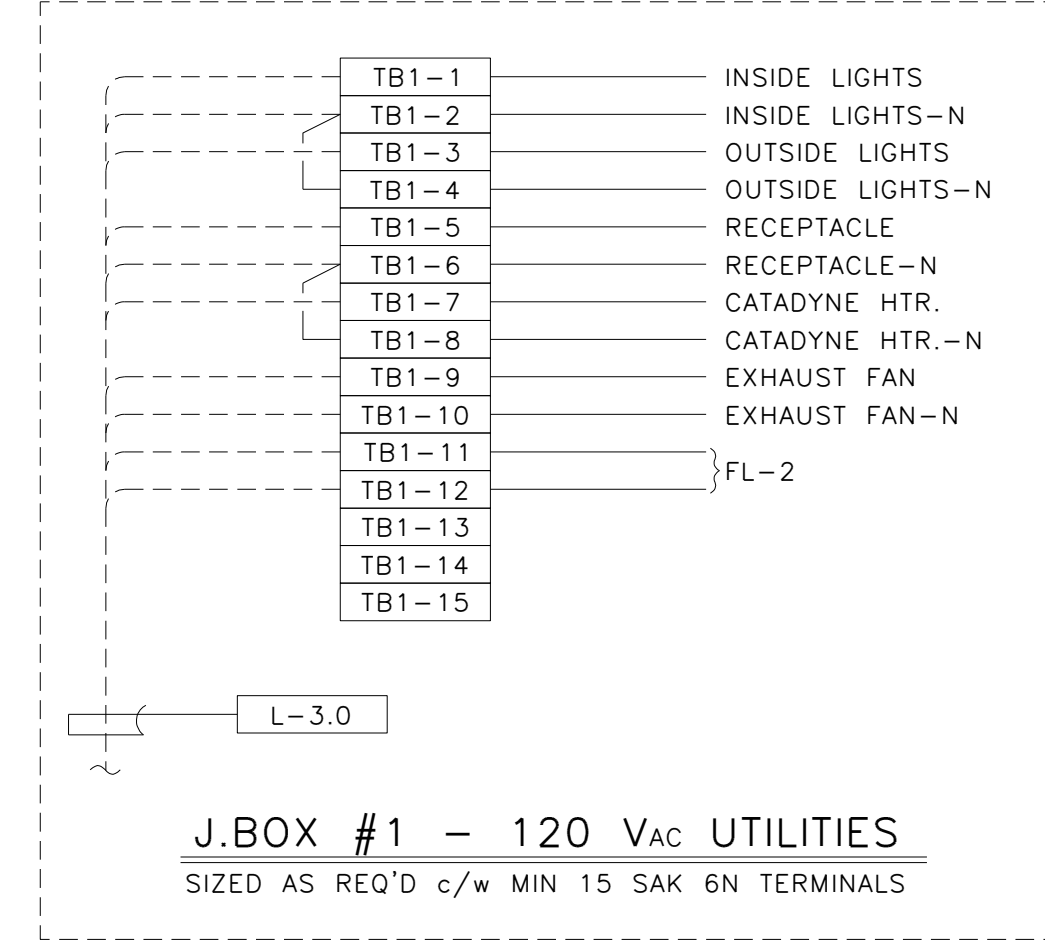 TB1-1 INSIDE LIGHTS
TB1-2 INSIDE LIGHTS-N
TB1-3 OUTSIDE LIGHTS
TB1-4 OUTSIDE LIGHTS-N
TB1-5 RECEPTACLE
TB1-6 RECEPTACLE-N
TB1-7 CATADYNE HTR.
TB1-8 CATADYNE HTR.-N
TB1-9 EXHAUST FAN
TB1-10 EXHAUST FAN-N
TB1-11
FL-2
TB1-12
TB1-13
TB1-14
TB1-15
L-3.0
J.BOX #1 - 120 VAC UTILITIES
SIZED AS REQ'D c/w MIN 15 SAK 6N TERMINALS